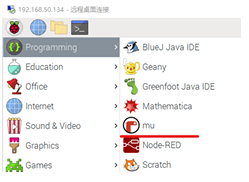 192.168.50.134 - 远程桌面连接
Programming
Education
Office
Internet
Sound & Video
Graphics
Games
BlueJ Java IDE
Geany
Greenfoot Java IDE
Mathematica
mu
Node-RED
Scratch